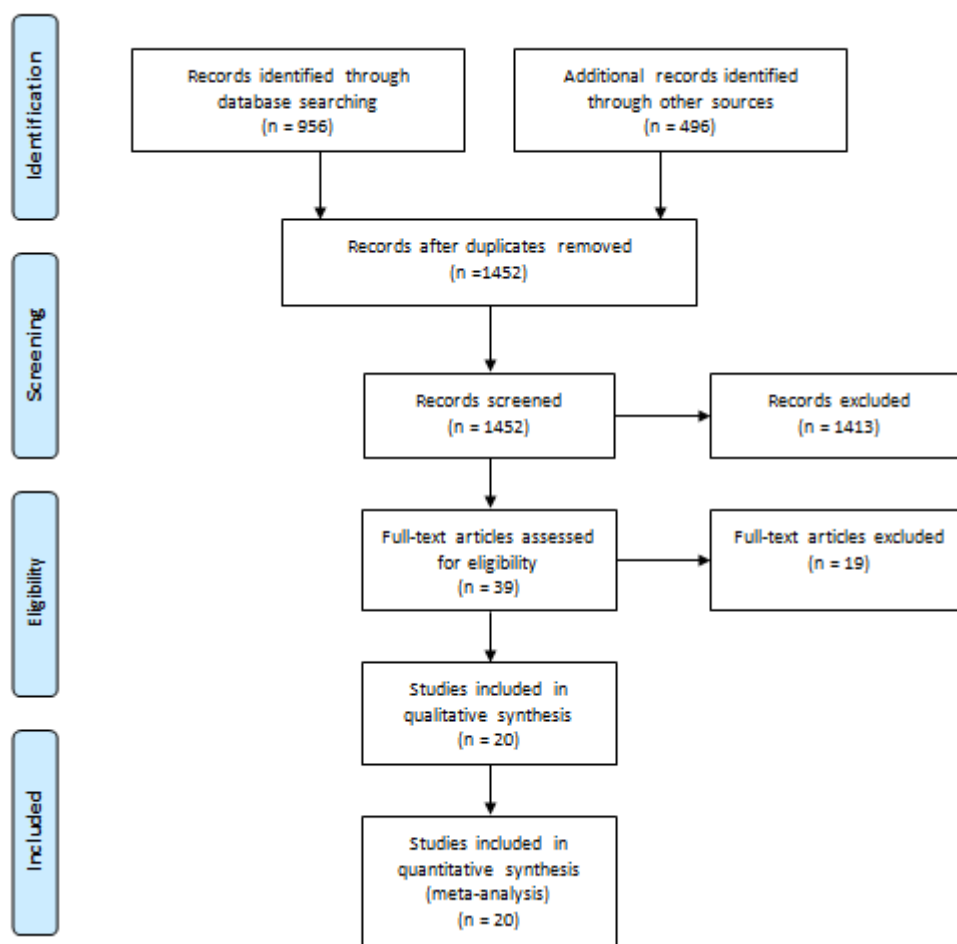 Identification
Records identified through
database searching
(n = 956)
Additional records identified
through other sources
(n = 496)
Records after duplicates removed
(n =1452)
Screening
Records screened
(n = 1452)
Records excluded
(n = 1413)
Eligibility
Full-text articles assessed
for eligibility
(n = 39)
Full-text articles excluded
(n = 19)
Studies included in
qualitative synthesis
(n = 20)
Included
Studies included in
quantitative synthesis
(meta-analysis)
(n = 20)